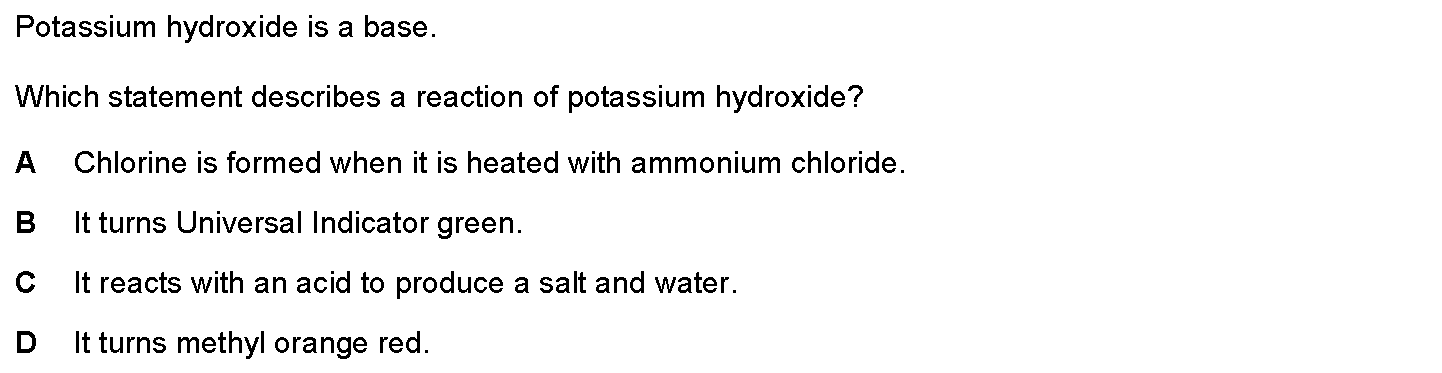 Potassium hydroxide is a base.
Which statement describes a reaction of potassium hydroxide?
A Chlorine is formed when it is heated with ammonium chloride.
B It turns Universal Indicator green.
C It reacts with an acid to produce a salt and water.
D It turns methyl orange red.